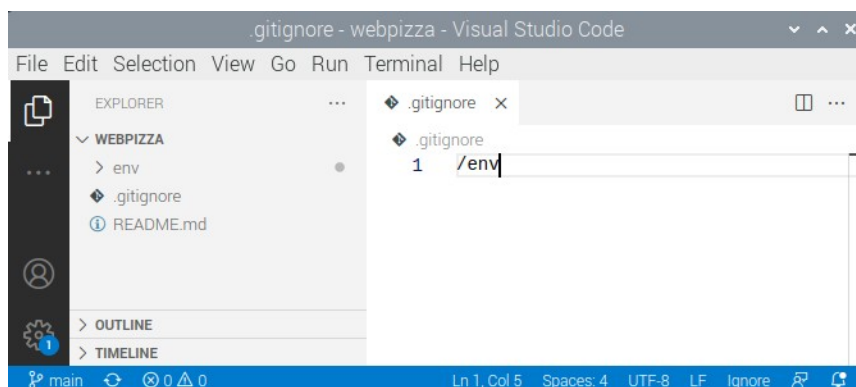 .gitignore - webpizza - Visual Studio Code
File Edit Selection View Go Run Terminal Help
EXPLORER
WEBPIZZA
env
.gitignore
README.md
OUTLINE
TIMELINE
.gitignore
.gitignore
1 /env
1
main 0 0 Ln 1, Col 5 Spaces: 4 UTF-8 LF Ignore